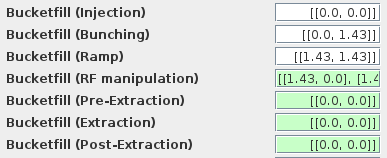 Bucketfill (Injection) [[0.0, 0.0]]
Bucketfill (Bunching) [[0.0, 1.43]]
Bucketfill (Ramp) [[1.43, 1.43]]
Bucketfill (RF manipulation) [[1.43, 0.0], [1.4
Bucketfill (Pre-Extraction) [[0.0, 0.0]]
Bucketfill (Extraction) [[0.0, 0.0]]
Bucketfill (Post-Extraction) [[0.0, 0.0]]